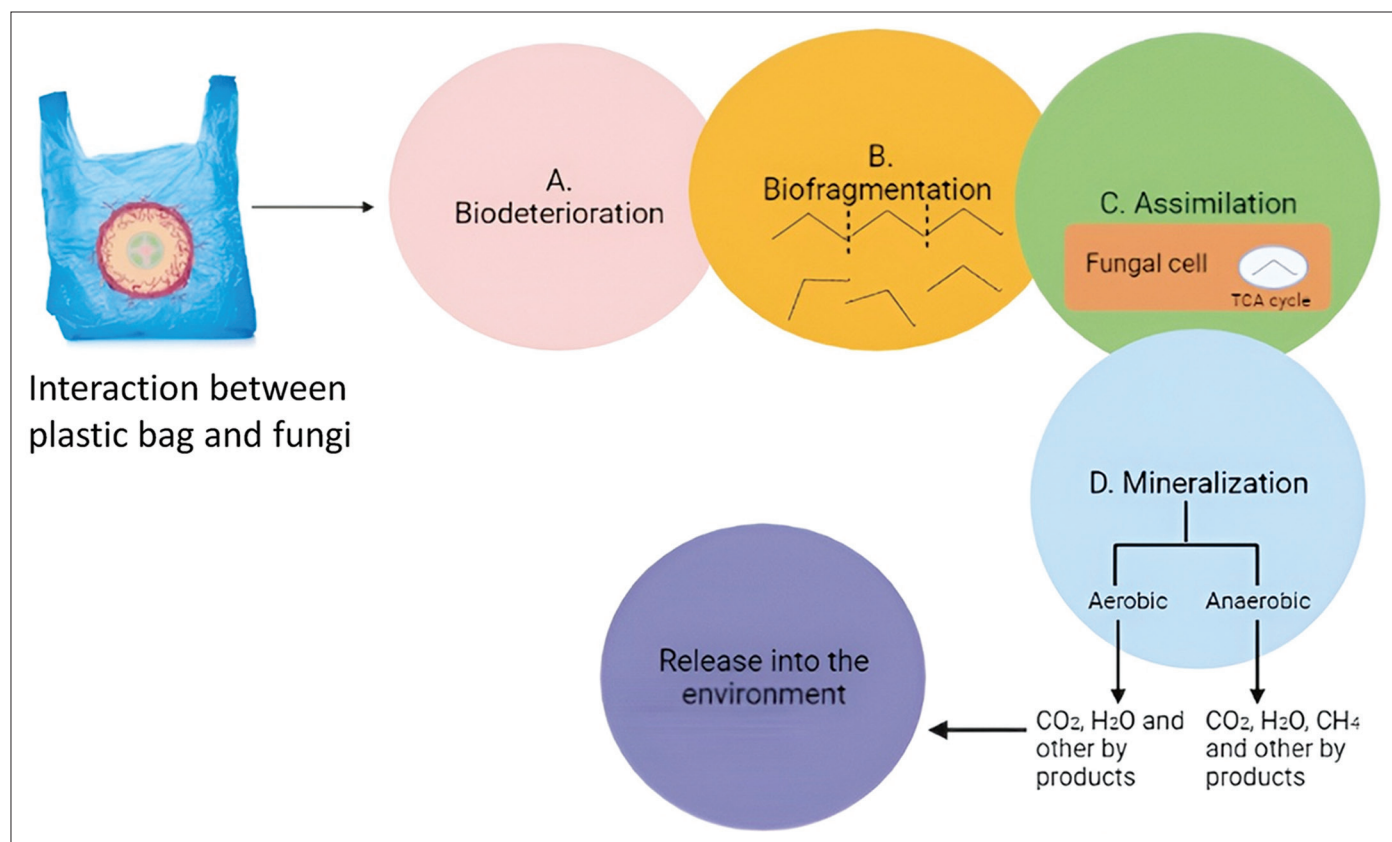 Interaction between
plastic bag and fungi
A.
Biodeterioration
B.
Biofragmentation
C. Assimilation
Fungal cell
TCA cycle
D. Mineralization
Aerobic
Anaerobic
CO₂, H₂O and
other by
products
CO₂, H₂O, CH₄
and other by
products
Release into the
environment